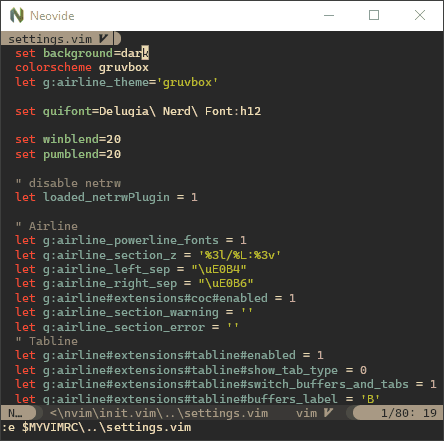 Neovide
settings.vim
set background=dark
colorscheme gruvbox
let g:airline_theme='gruvbox'
set guifont=Delugia\ Nerd\ Font:h12
set winblend=20
set pumblend=20
" disable netrw
let loaded_netrwPlugin = 1
" Airline
let g:airline_powerline_fonts = 1
let g:airline_section_z = '%3l/%L:%3v'
let g:airline_left_sep = "\uE0B4"
let g:airline_right_sep = "\uE0B6"
let g:airline#extensions#coc#enabled = 1
let g:airline_section_warning = ''
let g:airline_section_error = ''
" Tabline
let g:airline#extensions#tabline#enabled = 1
let g:airline#extensions#tabline#show_tab_type = 0
let g:airline#extensions#tabline#switch_buffers_and_tabs = 1
let g:airline#extensions#tabline#buffers_label = 'B'
N… <\nvim\init.vim\..\settings.vim vim 1/80: 19
:e $MYVIMRC\..\settings.vim